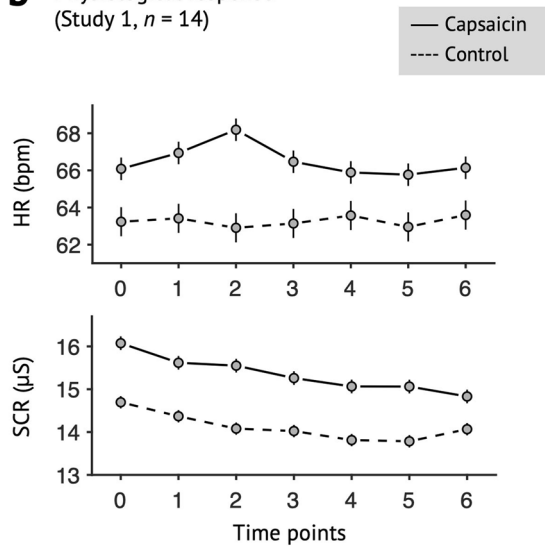 (Study 1, n = 14)
Capsaicin
Control
HR (bpm)
68
66
64
62
0 1 2 3 4 5 6
SCR (µS)
16
15
14
13
0 1 2 3 4 5 6
Time points